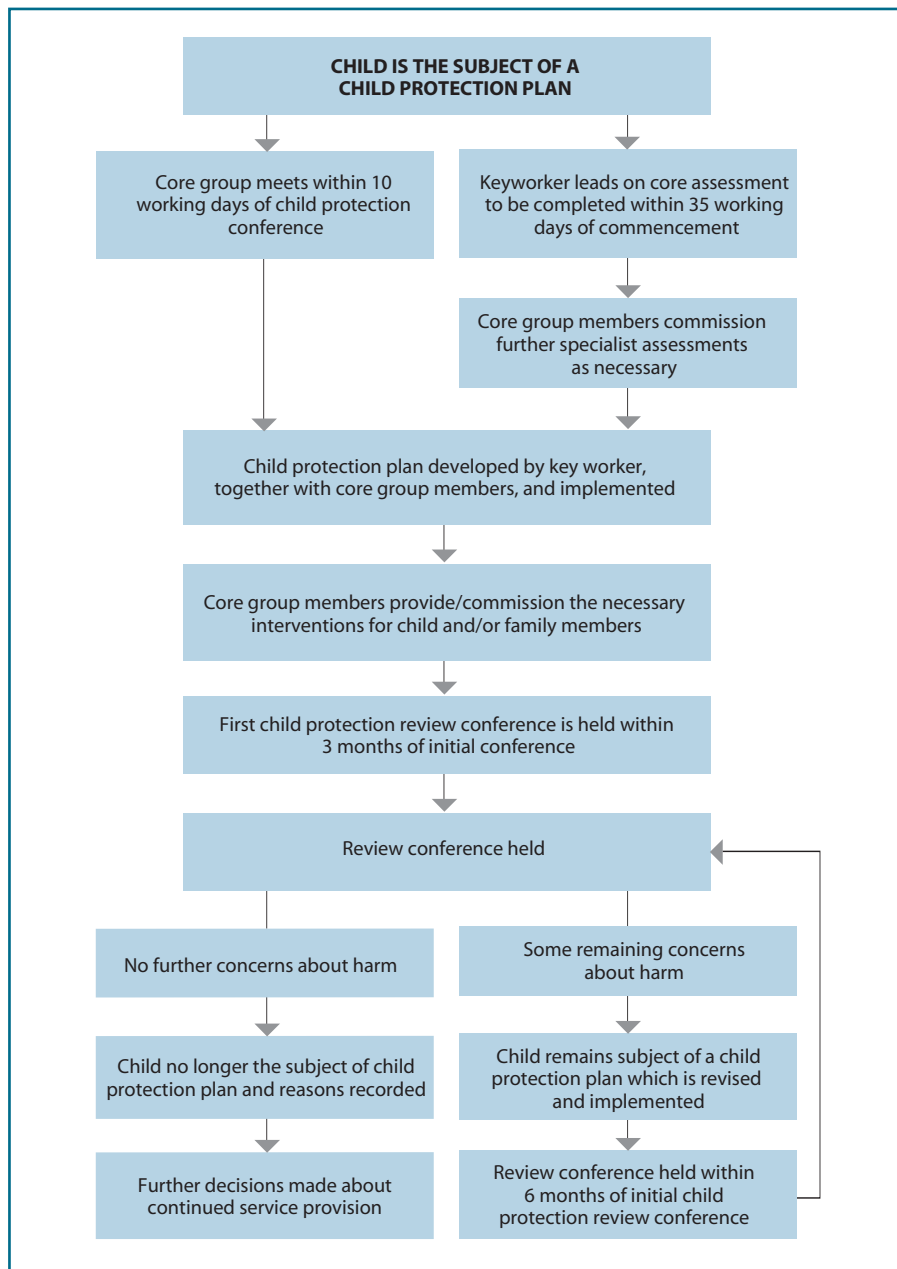 CHILD IS THE SUBJECT OF A
CHILD PROTECTION PLAN
Core group meets within 10
working days of child protection
conference
Keyworker leads on core assessment
to be completed within 35 working
days of commencement
Core group members commission
further specialist assessments
as necessary
Child protection plan developed by key worker,
together with core group members, and implemented
Core group members provide/commission the necessary
interventions for child and/or family members
First child protection review conference is held within
3 months of initial conference
Review conference held
No further concerns about harm
Some remaining concerns
about harm
Child no longer the subject of child
protection plan and reasons recorded
Child remains subject of a child
protection plan which is revised
and implemented
Further decisions made about
continued service provision
Review conference held within
6 months of initial child
protection review conference